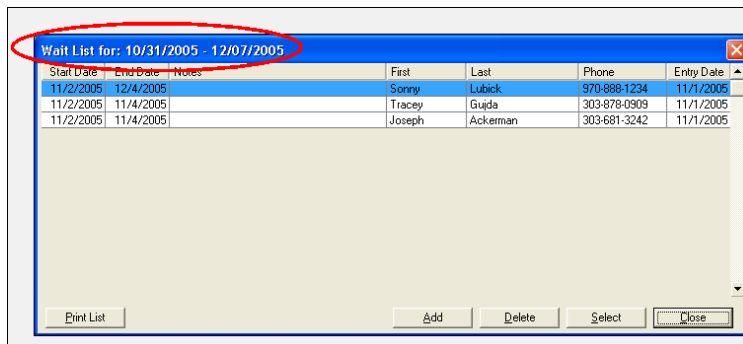 Wait List for: 10/31/2005 - 12/07/2005
Start Date End Date Notes First Last Phone Entry Date
11/2/2005 12/4/2005 Sonny Lubick 970-888-1234 11/1/2005
11/2/2005 11/4/2005 Tracey Gujda 303-878-0909 11/1/2005
11/2/2005 11/4/2005 Joseph Ackerman 303-681-3242 11/1/2005
Print List Add Delete Select Close